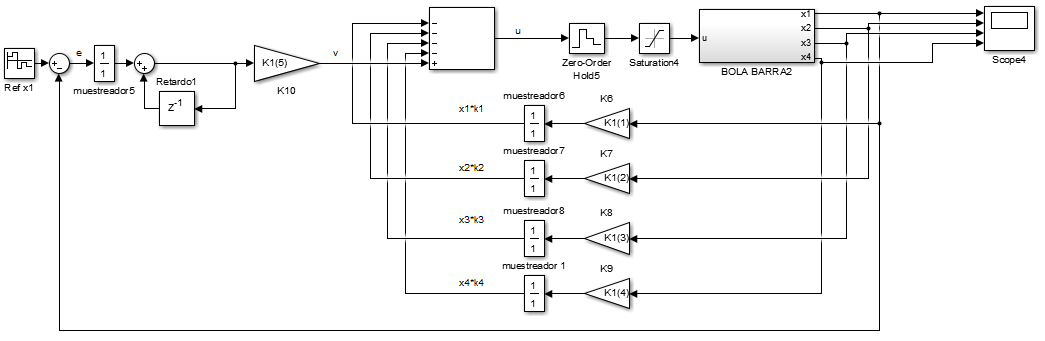 Ref x1
e
1
1
muestreador5
Retardo1
Z-1
K1(5)
K10
v
u
Zero-Order
Hold5
Saturation4
u
x1
x2
x3
x4
BOLA BARRA2
Scope4
x1*k1
muestreador6
1
1
K6
K1(1)
x2*k2
muestreador7
1
1
K7
K1(2)
x3*k3
muestreador8
1
1
K8
K1(3)
x4*k4
muestreador 1
1
1
K9
K1(4)